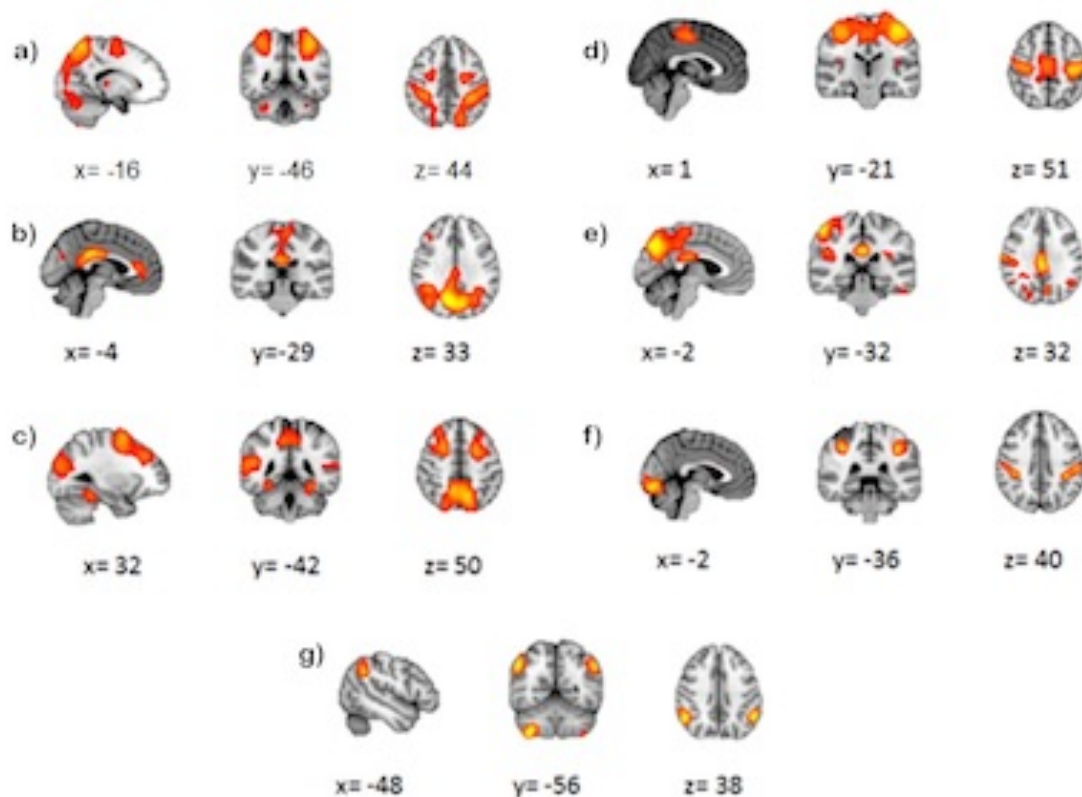 a)
x= -16 y= -46 z= 44
d)
x= 1 y= -21 z= 51
b)
x= -4 y=-29 z= 33
e)
x= -2 y= -32 z= 32
c)
x= 32 y= -42 z= 50
f)
x= -2 y= -36 z= 40
g)
x= -48 y= -56 z= 38